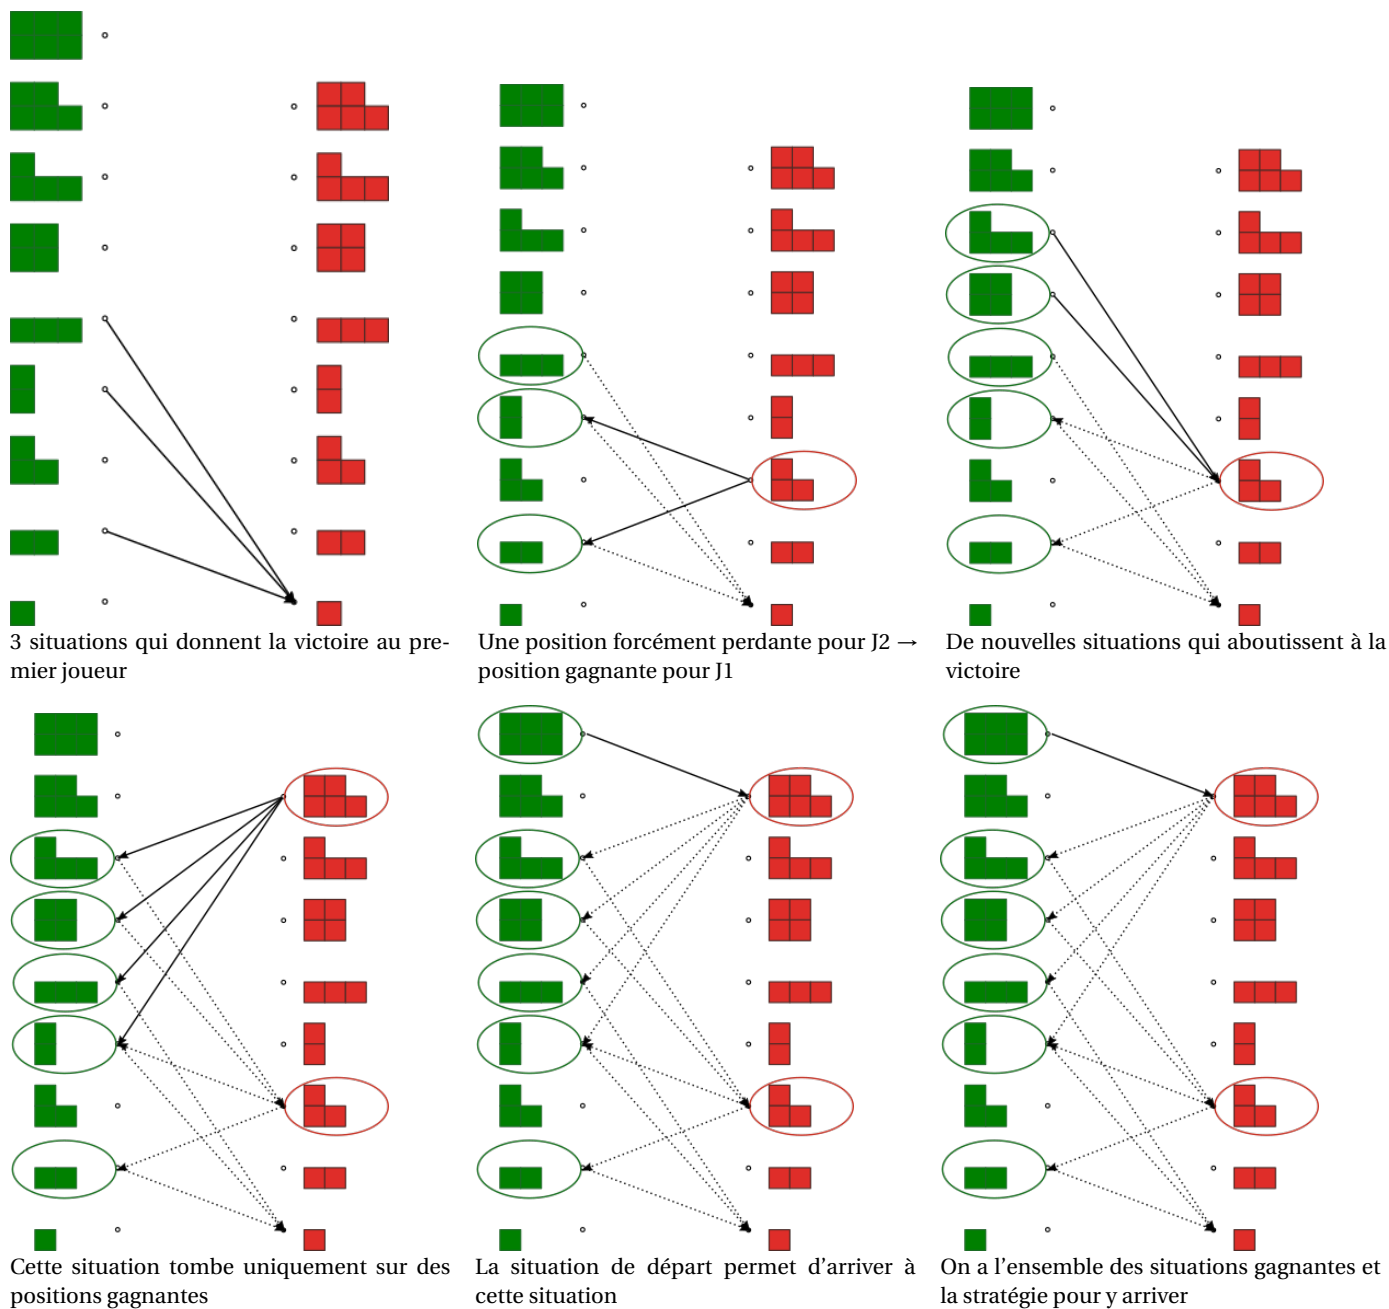 3 situations qui donnent la victoire au pre-
mier joueur
Une position forcément perdante pour J2 →
position gagnante pour J1
De nouvelles situations qui aboutissent à la
victoire
Cette situation tombe uniquement sur des
positions gagnantes
La situation de départ permet d'arriver à
cette situation
On a l'ensemble des situations gagnantes et
la stratégie pour y arriver